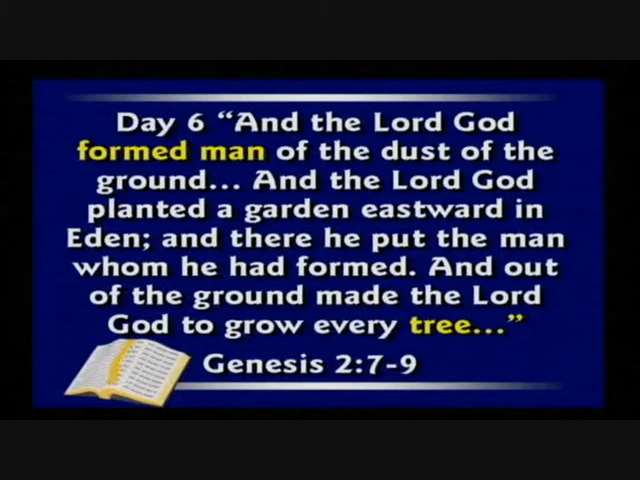 Day 6 “And the Lord God
formed man of the dust of the
ground... And the Lord God
planted a garden eastward in
Eden; and there he put the man
whom he had formed. And out
of the ground made the Lord
God to grow every tree...”
Genesis 2:7-9